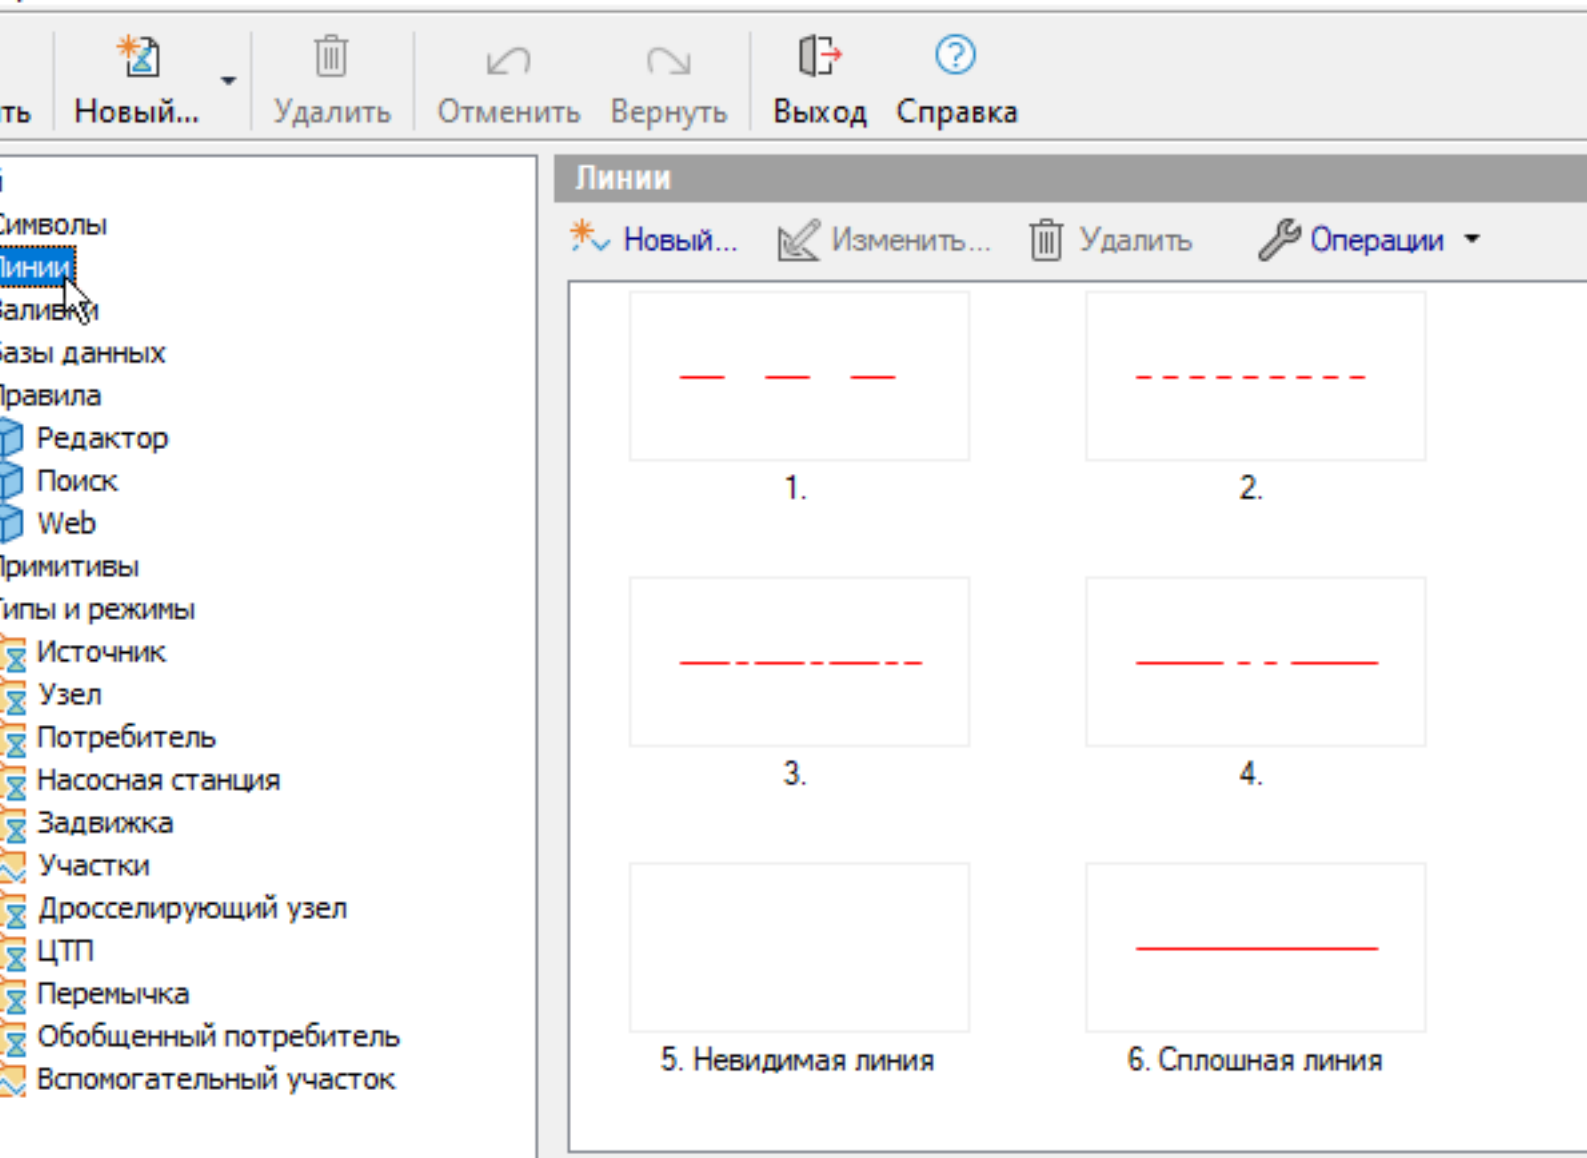 ть Новый... Удалить Отменить Вернуть Выход Справка
Символы
Линии
Заливки
Базы данных
Правила
Редактор
Поиск
Web
Примитивы
Типы и режимы
Источник
Узел
Потребитель
Насосная станция
Задвижка
Участки
Дросселирующий узел
ЦТП
Перемычка
Обобщенный потребитель
Вспомогательный участок
Линии
Новый... Изменить... Удалить Операции
1. 2.
3. 4.
5. Невидимая линия 6. Сплошная линия